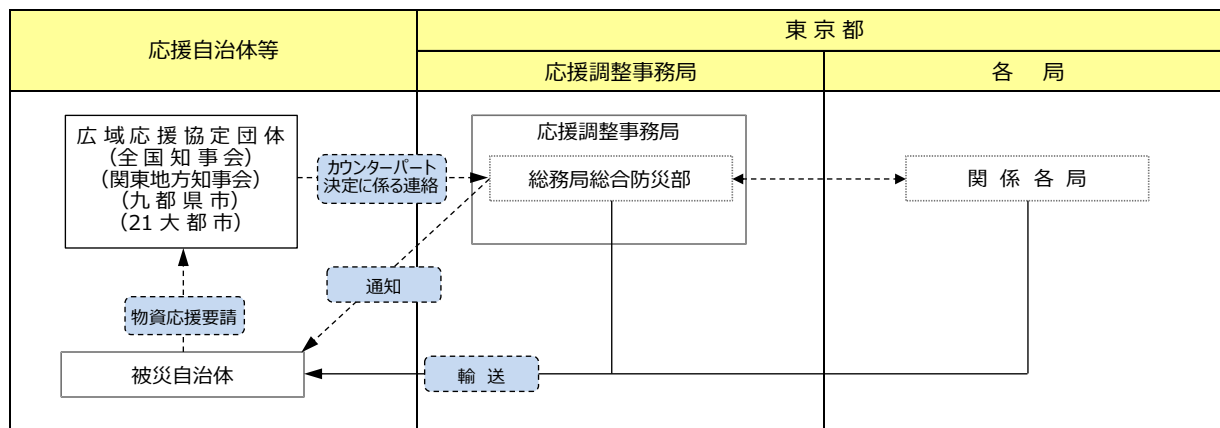 応援自治体等
東京都
応援調整事務局
各 局
広域応援協定団体
(全国知事会)
(関東地方知事会)
(九都県市)
(21大都市)
カウンターパート
決定に係る連絡
応援調整事務局
総務局総合防災部
関係各局
通知
物資応援要請
被災自治体
輸 送